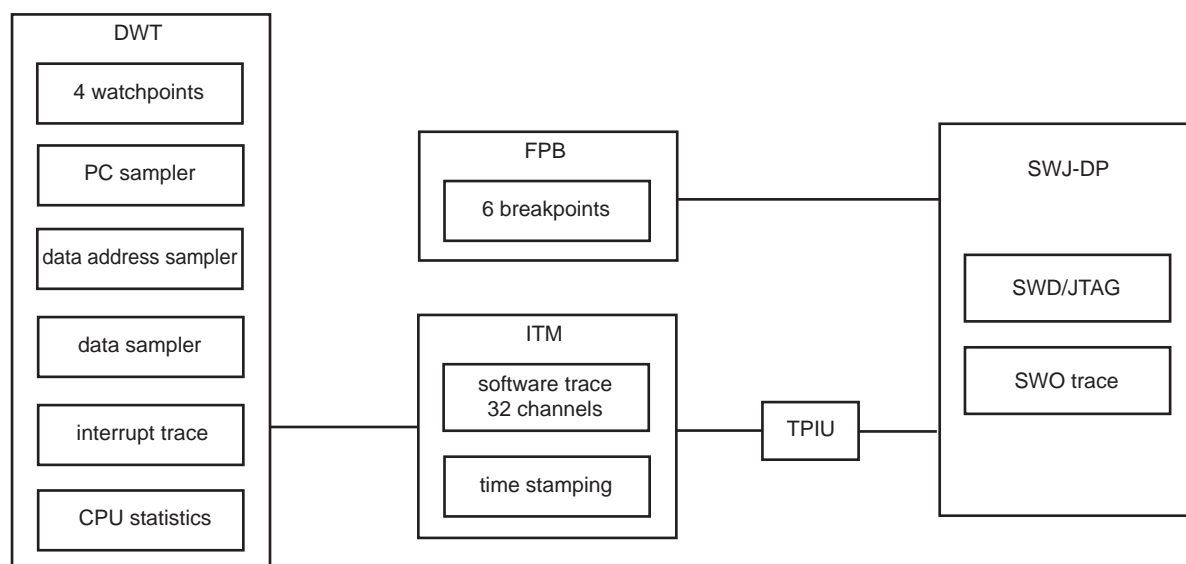 DWT
4 watchpoints
PC sampler
data address sampler
data sampler
interrupt trace
CPU statistics
FPB
6 breakpoints
ITM
software trace
32 channels
time stamping
TPIU
SWJ-DP
SWD/JTAG
SWO trace